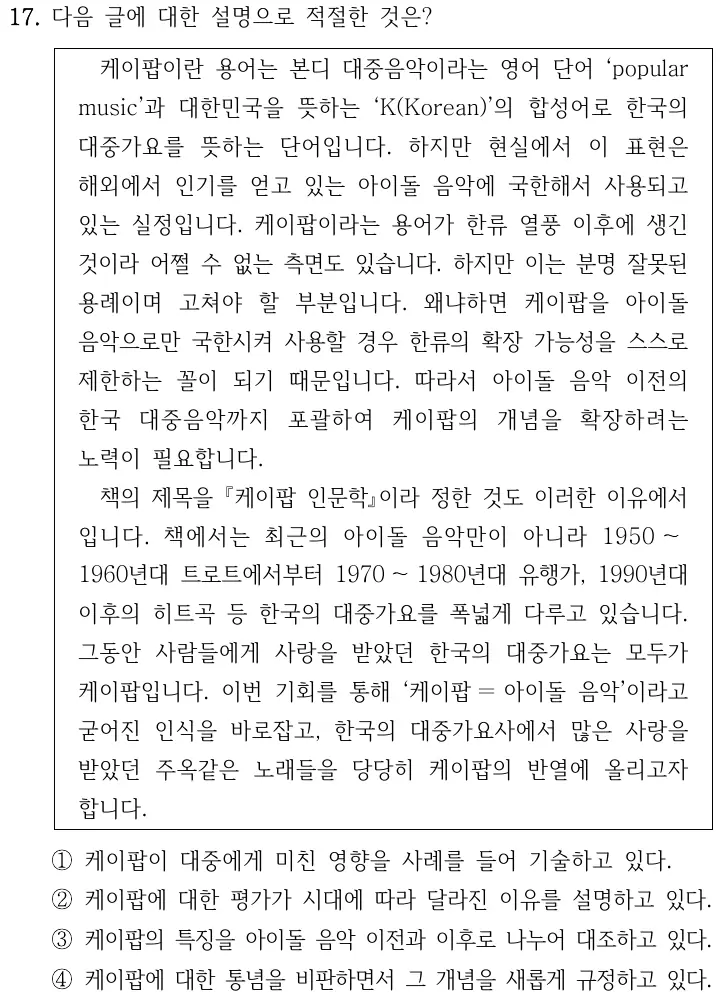 17. 다음 글에 대한 설명으로 적절한 것은?
케이팝이란 용어는 본디 대중음악이라는 영어 단어 ‘popular
music’과 대한민국을 뜻하는 ‘K(Korean)’의 합성어로 한국의
대중가요를 뜻하는 단어입니다. 하지만 현실에서 이 표현은
해외에서 인기를 얻고 있는 아이돌 음악에 국한해서 사용되고
있는 실정입니다. 케이팝이라는 용어가 한류 열풍 이후에 생긴
것이라 어쩔 수 없는 측면도 있습니다. 하지만 이는 분명 잘못된
용례이며 고쳐야 할 부분입니다. 왜냐하면 케이팝을 아이돌
음악으로만 국한시켜 사용할 경우 한류의 확장 가능성을 스스로
제한하는 꼴이 되기 때문입니다. 따라서 아이돌 음악 이전의
한국 대중음악까지 포괄하여 케이팝의 개념을 확장하려는
노력이 필요합니다.
책의 제목을 『케이팝 인문학』이라 정한 것도 이러한 이유에서
입니다. 책에서는 최근의 아이돌 음악만이 아니라 1950 ~
1960년대 트로트에서부터 1970 ~ 1980년대 유행가, 1990년대
이후의 히트곡 등 한국의 대중가요를 폭넓게 다루고 있습니다.
그동안 사람들에게 사랑을 받았던 한국의 대중가요는 모두가
케이팝입니다. 이번 기회를 통해 ‘케이팝 = 아이돌 음악’이라고
굳어진 인식을 바로잡고, 한국의 대중가요사에서 많은 사랑을
받았던 주옥같은 노래들을 당당히 케이팝의 반열에 올리고자
합니다.
① 케이팝이 대중에게 미친 영향을 사례를 들어 기술하고 있다.
② 케이팝에 대한 평가가 시대에 따라 달라진 이유를 설명하고 있다.
③ 케이팝의 특징을 아이돌 음악 이전과 이후로 나누어 대조하고 있다.
④ 케이팝에 대한 통념을 비판하면서 그 개념을 새롭게 규정하고 있다.